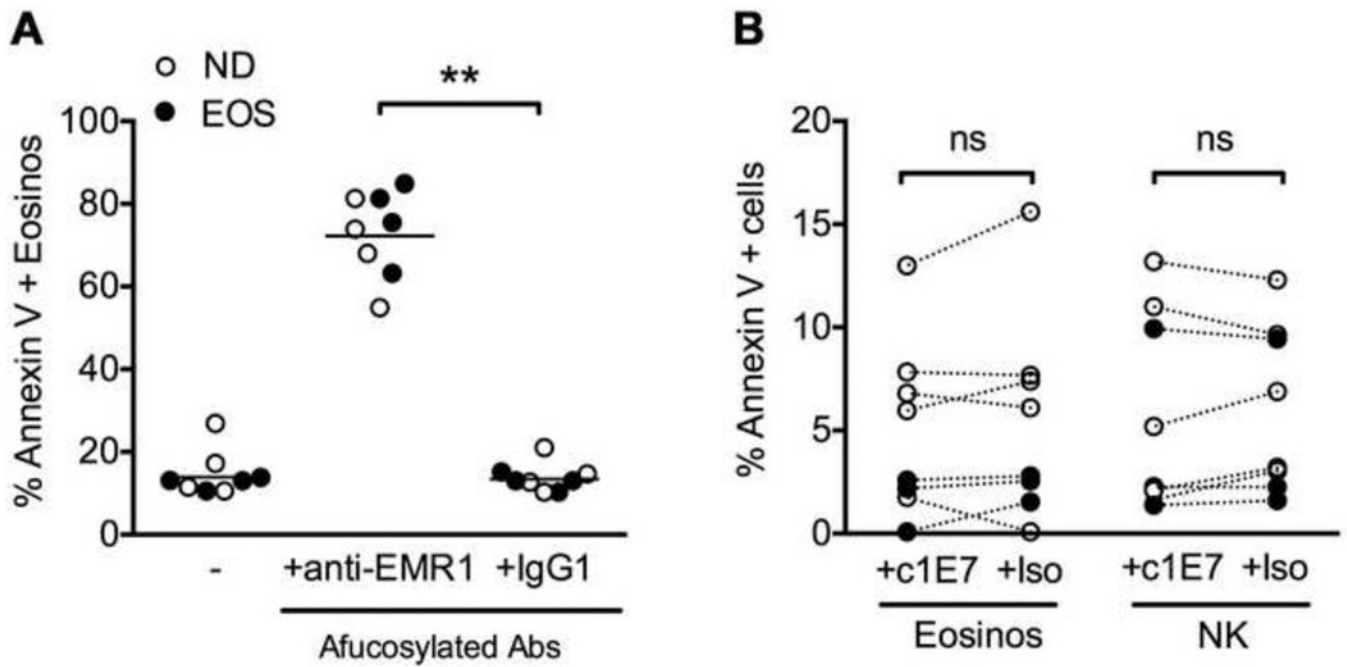 A
ND
EOS
**
% Annexin V + Eosinos
100
80
60
40
20
0
-
+anti-EMR1
+IgG1
Afucosylated Abs
B
% Annexin V + cells
20
15
10
5
0
ns
ns
+c1E7
+Iso
+c1E7
+Iso
Eosinos
NK